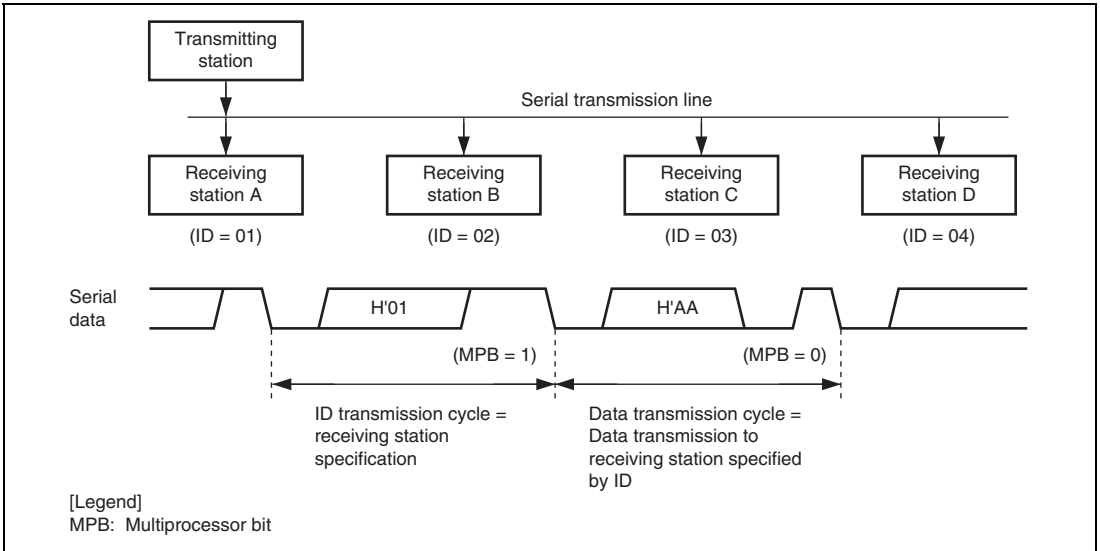 Transmitting
station
Serial transmission line
Receiving
station A
Receiving
station B
Receiving
station C
Receiving
station D
(ID = 01)
(ID = 02)
(ID = 03)
(ID = 04)
Serial
data
H'01
H'AA
(MPB = 1)
(MPB = 0)
ID transmission cycle =
receiving station
specification
Data transmission cycle =
Data transmission to
receiving station specified
by ID
[Legend]
MPB: Multiprocessor bit